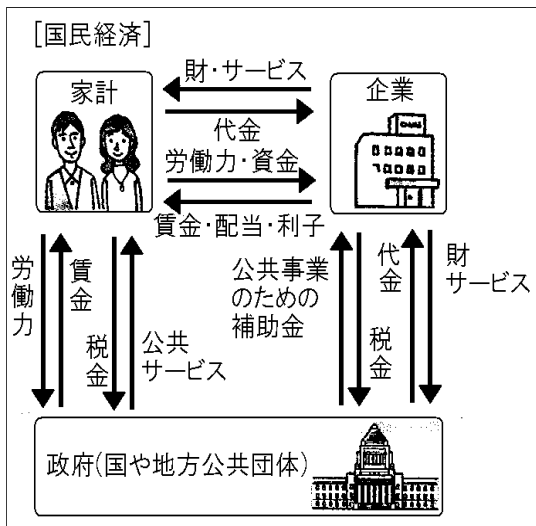 [国民経済]
家計
財・サービス
企業
代金
労働力・資金
賃金・配当・利子
労働力
賃金
税金
公共
サービス
公共事業
のための
補助金
税金
代金
財
サービス
政府(国や地方公共団体)